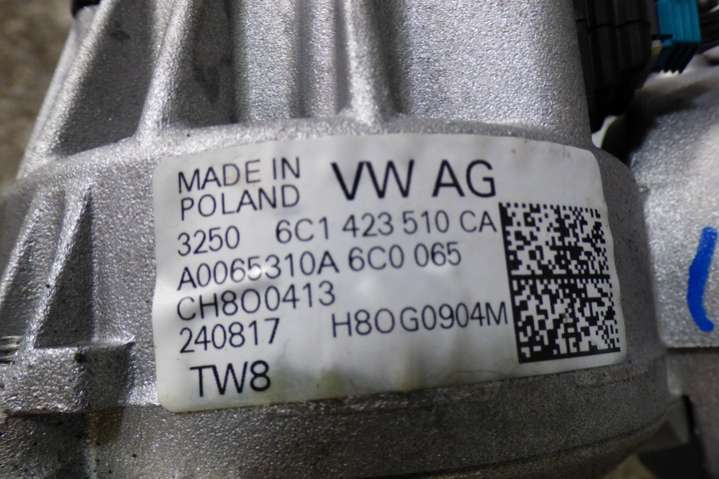 MADE IN
POLAND VW AG
3250 6C1 423 510 CA
A0065310A 6C0 065
CH8O0413
240817 H8OG0904M
TW8